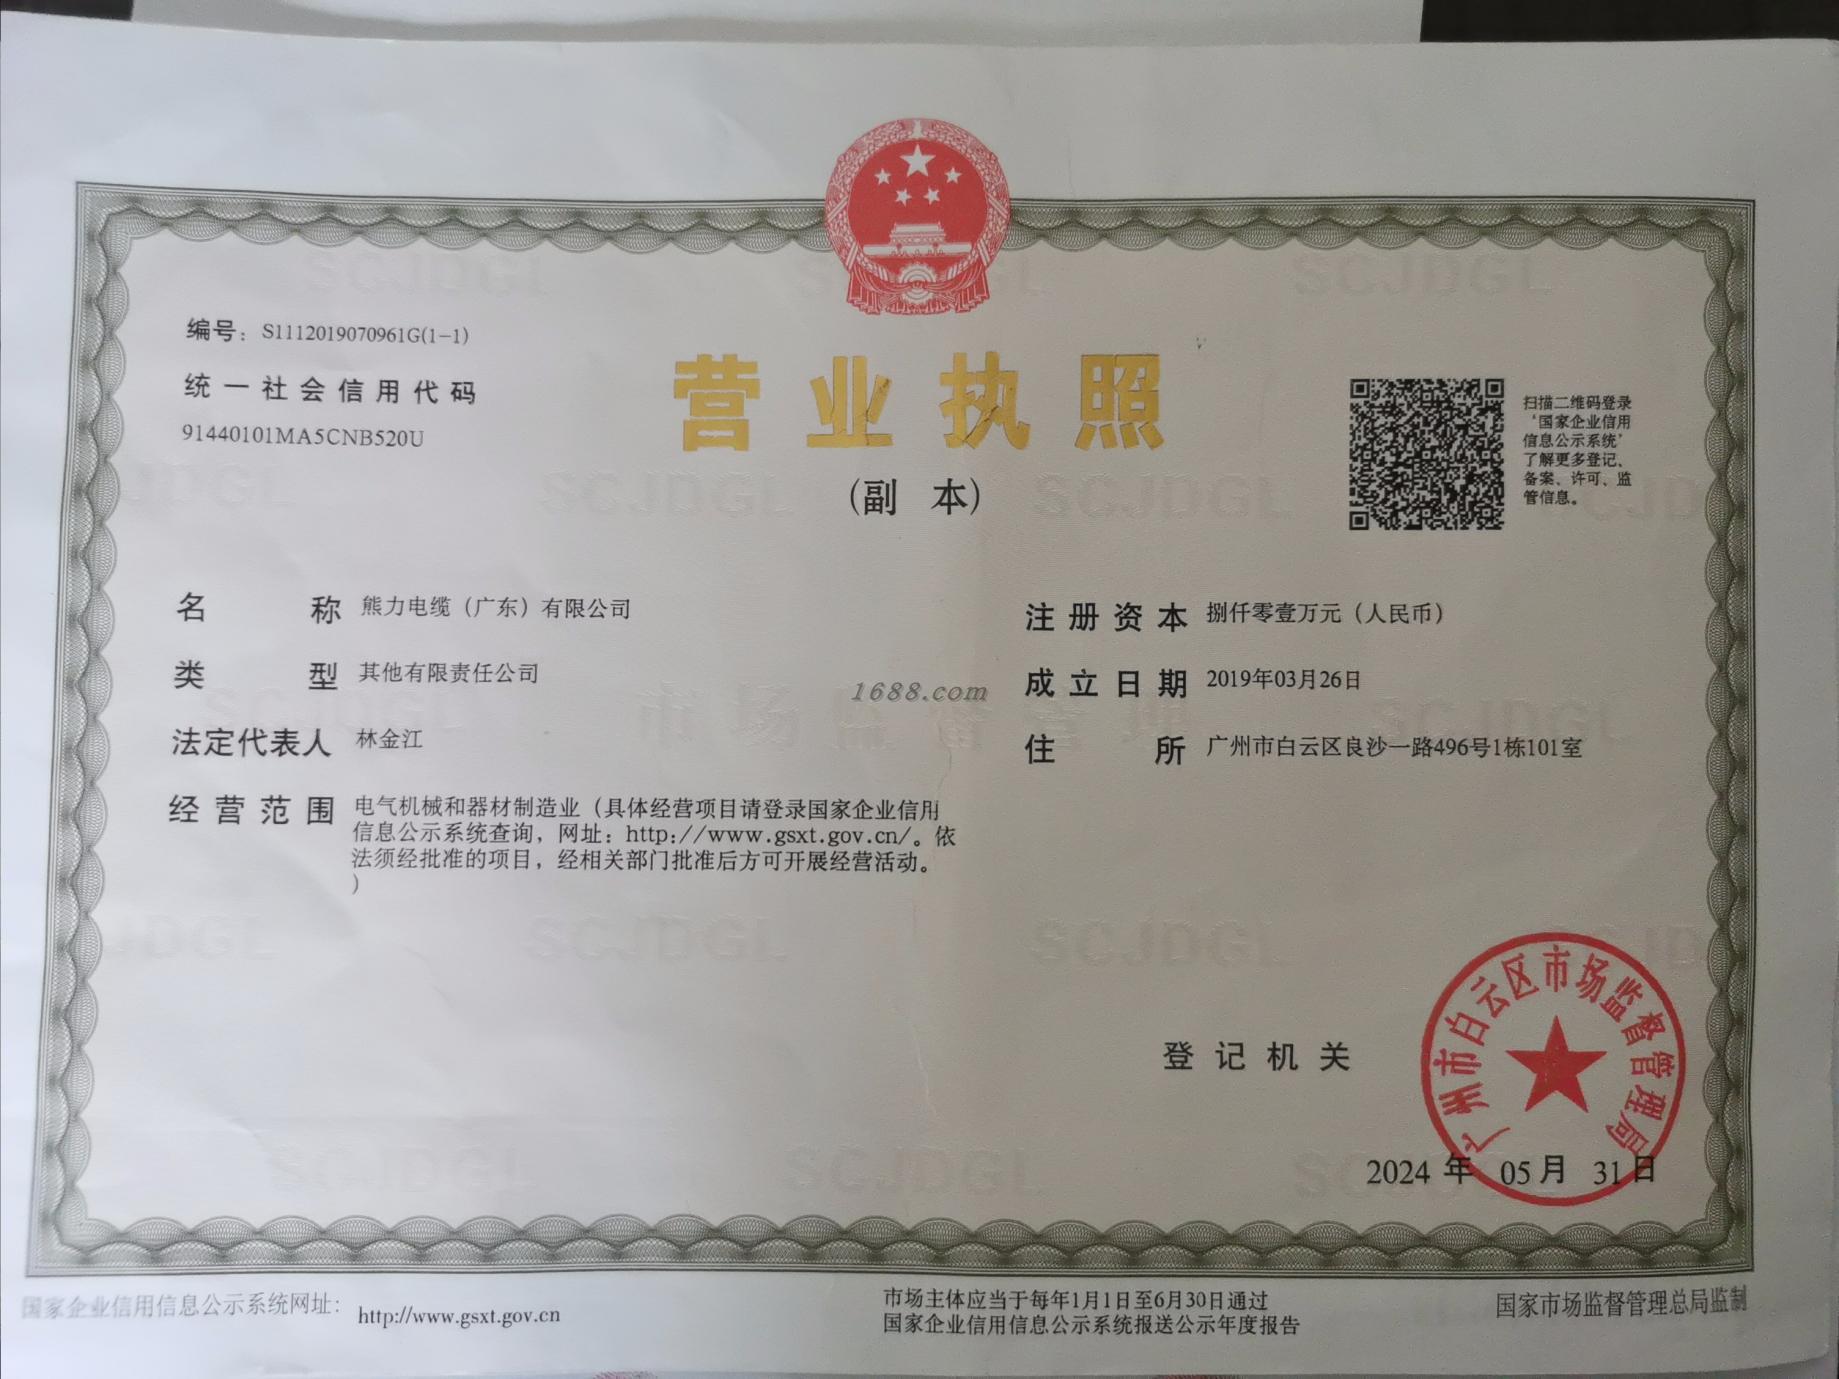 编号：S1112019070961G(1-1)
统一社会信用代码
91440101MA5CNB520U
营业执照
（副 本）
扫描二维码登录
‘国家企业信用
信息公示系统’
了解更多登记、
备案、许可、监
管信息。
名 称 熊力电缆（广东）有限公司
类 型 其他有限责任公司
法定代表人 林金江
经营范围 电气机械和器材制造业（具体经营项目请登录国家企业信用
信息公示系统查询，网址：http://www.gsxt.gov.cn/。依
法须经批准的项目，经相关部门批准后方可开展经营活动。
）
注册资本 捌仟零壹万元（人民币）
成立日期 2019年03月26日
住 所 广州市白云区良沙一路496号1栋101室
1688.com
SCJDGL
市场监督管理
登记机关
广州市白云区市场监督管理局
2024 年 05 月 31 日
国家企业信用信息公示系统网址： http://www.gsxt.gov.cn
市场主体应当于每年1月1日至6月30日通过
国家企业信用信息公示系统报送公示年度报告
国家市场监督管理总局监制